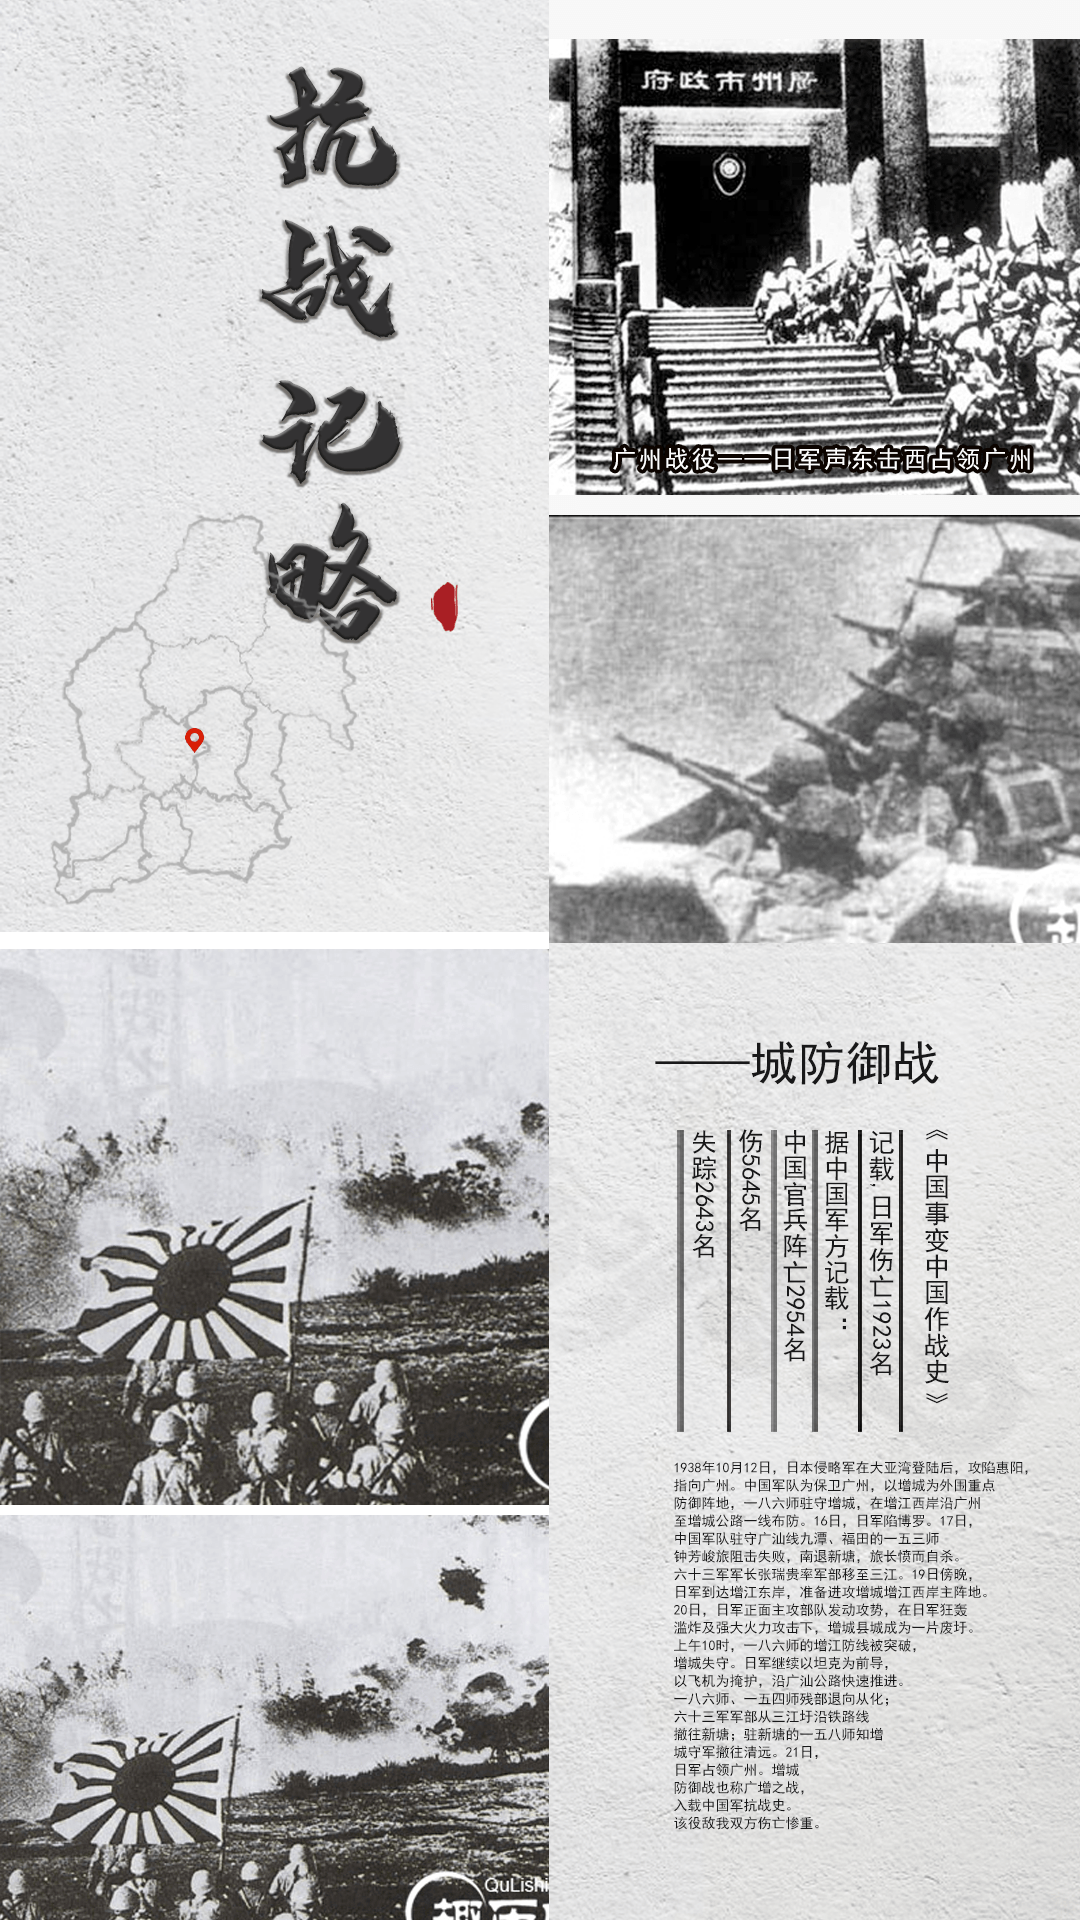 抗战记略
广州市政府
广州战役——日军声东击西占领广州
——城防御战
《中国事变中国作战史》
记载,日军伤亡1923名
据中国军方记载：
中国官兵阵亡2954名
伤5645名
失踪2643名
1938年10月12日，日本侵略军在大亚湾登陆后，攻陷惠阳，
指向广州。中国军队为保卫广州，以增城为外围重点
防御阵地，一八六师驻守增城，在增江西岸沿广州
至增城公路一线布防。16日，日军陷博罗。17日，
中国军队驻守广汕线九潭、福田的一五三师
钟芳峻旅阻击失败，南退新塘，旅长愤而自杀。
六十三军军长张瑞贵率军部移至三江。19日傍晚，
日军到达增江东岸，准备进攻增城增江西岸主阵地。
20日，日军正面主攻部队发动攻势，在日军狂轰
滥炸及强大火力攻击下，增城县城成为一片废圩。
上午10时，一八六师的增江防线被突破，
增城失守。日军继续以坦克为前导，
以飞机为掩护，沿广汕公路快速推进。
一八六师、一五四师残部退向从化；
六十三军军部从三江圩沿铁路线
撤往新塘；驻新塘的一五八师知增
城守军撤往清远。21日，
日军占领广州。增城
防御战也称广增之战，
入载中国军抗战史。
该役敌我双方伤亡惨重。
QuLishi